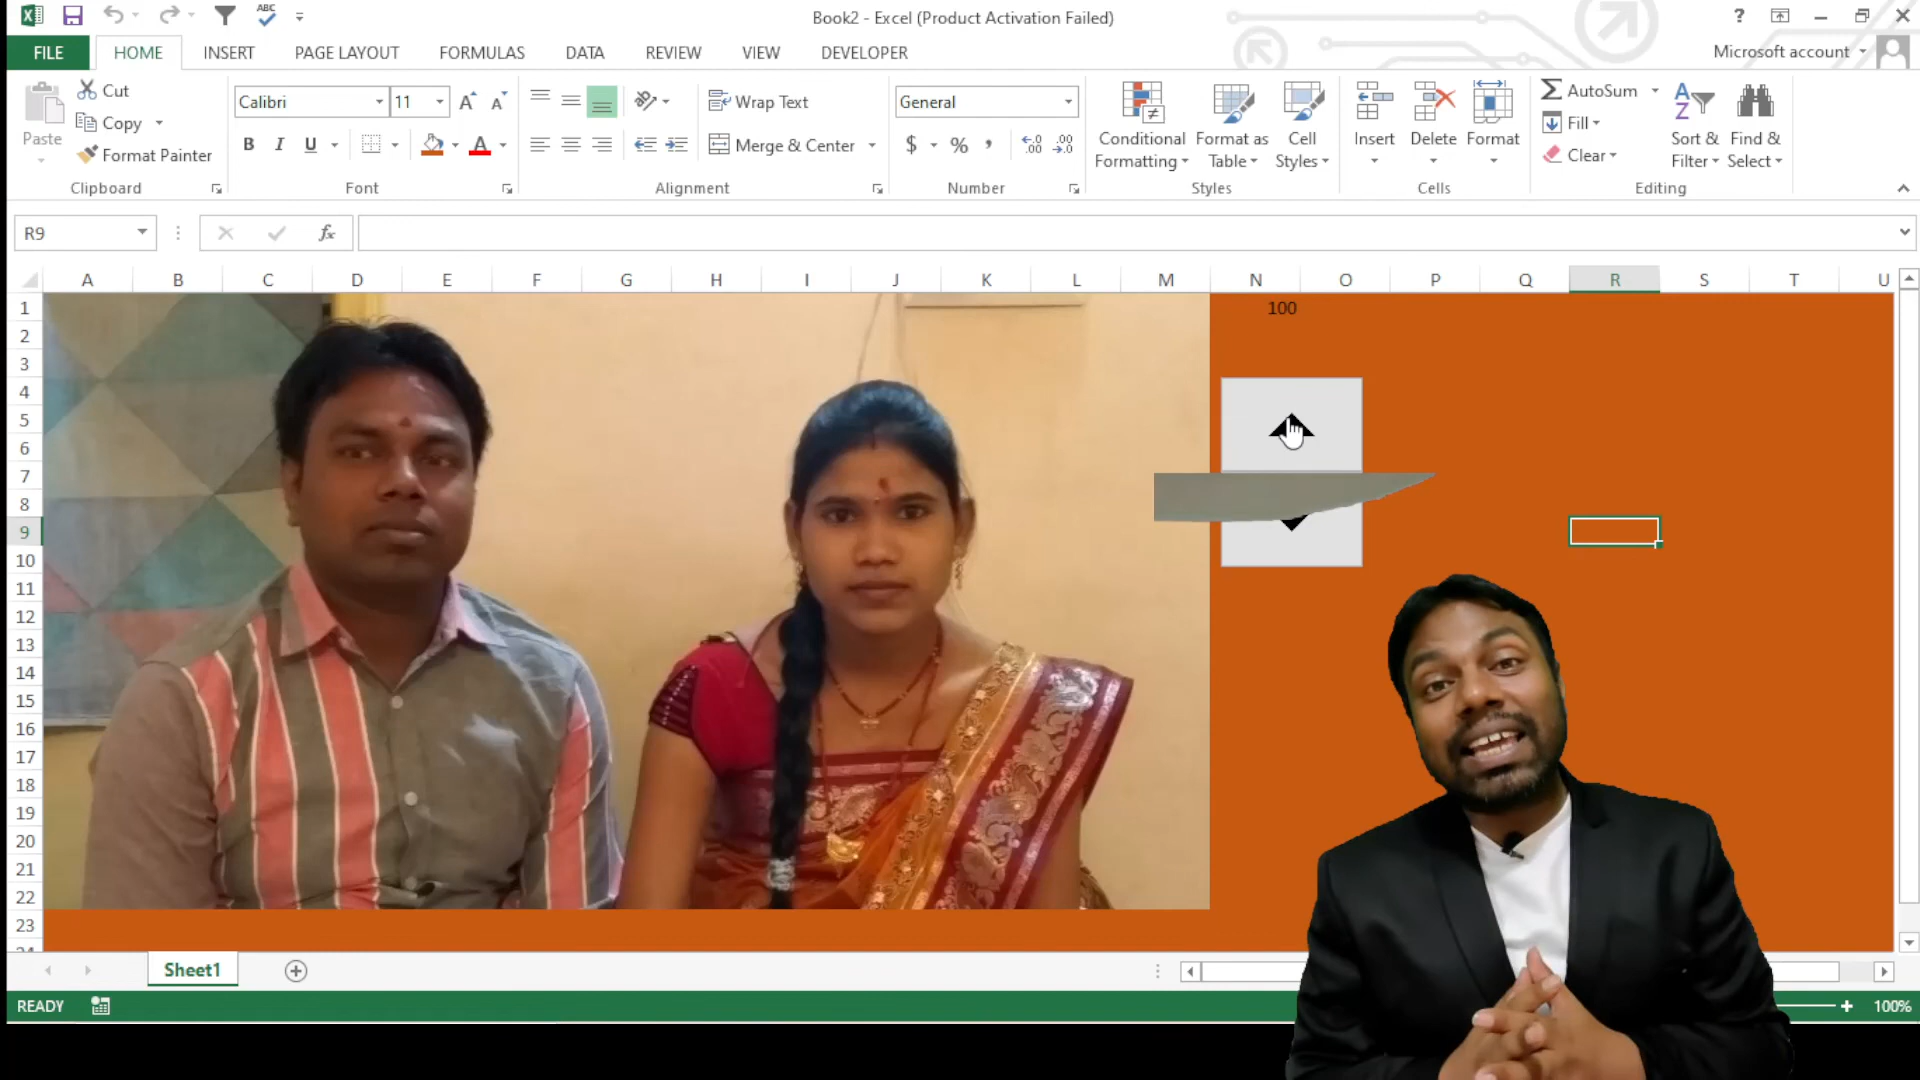 ABC
Book2 - Excel (Product Activation Failed)
?
FILE HOME INSERT PAGE LAYOUT FORMULAS DATA REVIEW VIEW DEVELOPER Microsoft account
Paste Cut Copy Format Painter
Calibri 11
B I U A
Wrap Text
Merge & Center
General
$ % ,
Conditional Formatting
Format as Table
Cell Styles
Insert Delete Format
AutoSum
Fill
Clear
Sort & Filter
Find & Select
Clipboard Font Alignment Number Styles Cells Editing
R9 fx
A B C D E F G H I J K L M N O P Q R S T U
1 100
2
3
4
5
6
7
8
9
10
11
12
13
14
15
16
17
18
19
20
21
22
23
Sheet1
READY 100%